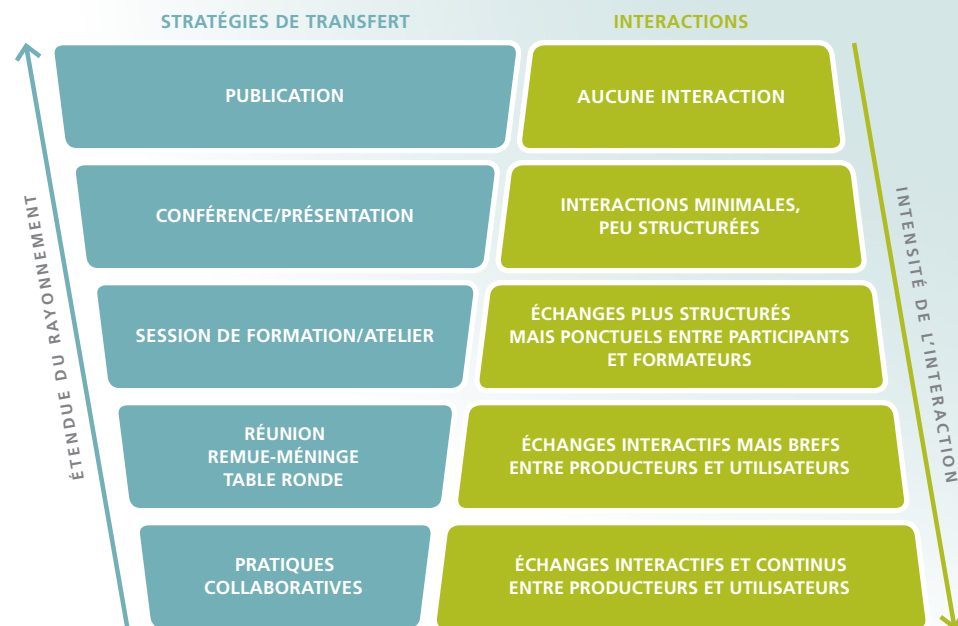 STRATÉGIES DE TRANSFERT
INTERACTIONS
PUBLICATION
AUCUNE INTERACTION
CONFÉRENCE/PRÉSENTATION
INTERACTIONS MINIMALES,
PEU STRUCTURÉES
SESSION DE FORMATION/ATELIER
ÉCHANGES PLUS STRUCTURÉS
MAIS PONCTUELS ENTRE PARTICIPANTS
ET FORMATEURS
RÉUNION
REMUE-MÉNINGE
TABLE RONDE
ÉCHANGES INTERACTIFS MAIS BREFS
ENTRE PRODUCTEURS ET UTILISATEURS
PRATIQUES
COLLABORATIVES
ÉCHANGES INTERACTIFS ET CONTINUS
ENTRE PRODUCTEURS ET UTILISATEURS
ÉTENDUE DU RAYONNEMENT
INTENSITÉ DE L'INTERACTION